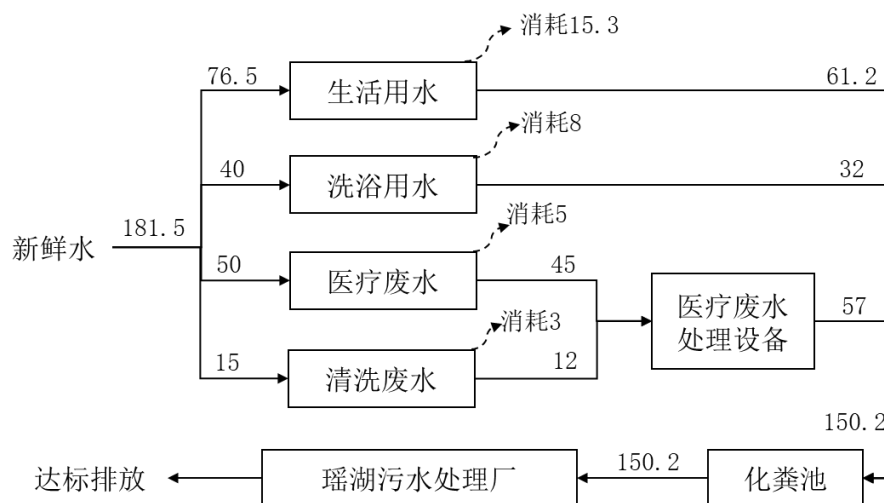 消耗15.3
76.5
生活用水
61.2
消耗8
40
洗浴用水
32
181.5
新鲜水
消耗5
50
医疗废水
45
医疗废水
处理设备
57
消耗3
15
清洗废水
12
150.2
达标排放
瑶湖污水处理厂
150.2
化粪池